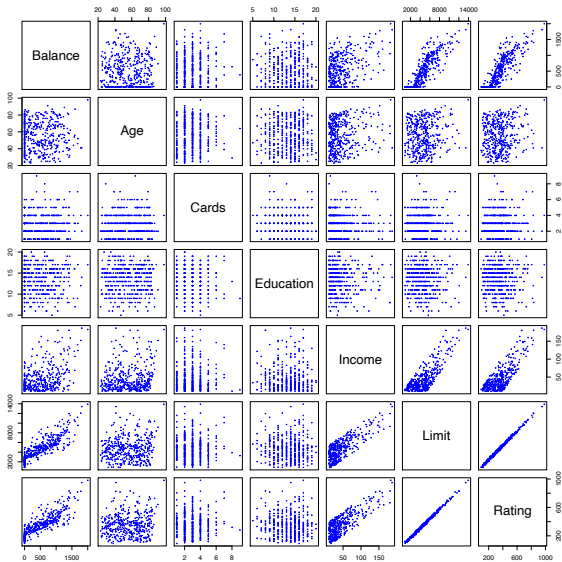 20 40 60 80 100
5 10 15 20
2000 8000 14000
Balance
0 500 1500
Age
20 40 60 80 100
Cards
2 4 6 8
Education
5 10 15 20
Income
50 100 150
Limit
2000 8000 14000
Rating
200 600 1000
0 500 1500
2 4 6 8
50 100 150
200 600 1000